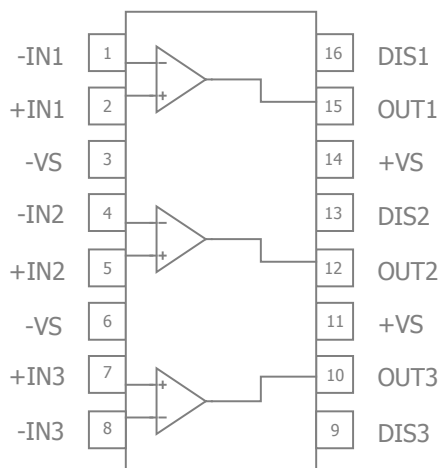 -IN1 1 − 16 DIS1
+IN1 2 + 15 OUT1
-VS 3 14 +VS
-IN2 4 − 13 DIS2
+IN2 5 + 12 OUT2
-VS 6 11 +VS
+IN3 7 + 10 OUT3
-IN3 8 − 9 DIS3